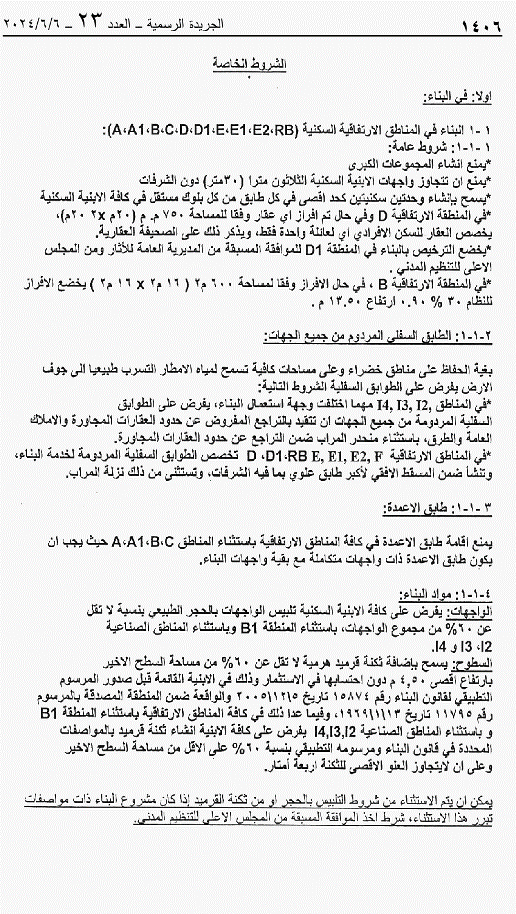 ١٤٠٦
الجريدة الرسمية ــ العدد ٢٣ ــ ٢٠٢٤/٦/٦
الشروط الخاصة
اولا: في البناء:
١-١ البناء في المناطق الارتفاقية السكنية (A،A1،B،C،D،D1،E،E1،E2،RB):
١-١-١: شروط عامة:
*يمنع انشاء المجموعات الكبرى
*يمنع ان تتجاوز واجهات الابنية السكنية الثلاثون مترا (٣٠متر) دون الشرفات
*يسمح بإنشاء وحدتين سكنيتين كحد اقصى في كل طابق من كل بلوك مستقل في كافة الابنية السكنية
*في المنطقة الارتفاقية D وفي حال تم افراز اي عقار وفقا للمساحة ٧٥٠ م. م (٢٠م x ٢٠٢م)،
يخصص العقار للسكن الافرادي اي لعائلة واحدة فقط، ويذكر ذلك على الصحيفة العقارية.
*يخضع الترخيص بالبناء في المنطقة D1 للموافقة المسبقة من المديرية العامة للآثار ومن المجلس
الاعلى للتنظيم المدني .
*في المنطقة الارتفاقية B ، في حال الافراز وفقا لمساحة ٦٠٠ م٢ ( ١٦ م٢ x ١٦ م٢ ) يخضع الافراز
للنظام ٣٠ % ٠.٩٠ ارتفاع ١٣.٥٠ م .
١-١-٢: الطابق السفلي المردوم من جميع الجهات:
بغية الحفاظ على مناطق خضراء وعلى مساحات كافية تسمح لمياه الامطار التسرب طبيعيا الى جوف
الارض يفرض على الطوابق السفلية الشروط التالية:
*في المناطق I4, I3, I2, مهما اختلفت وجهة استعمال البناء، يفرض على الطوابق
السفلية المردومة من جميع الجهات ان تتقيد بالتراجع المفروض عن حدود العقارات المجاورة والاملاك
العامة والطرق، باستثناء منحدر المراب ضمن التراجع عن حدود العقارات المجاورة.
*في المناطق الارتفاقية D ،D1،RB E, E1, E2, F تخصص الطوابق السفلية المردومة لخدمة البناء،
وتنشأ ضمن المسقط الافقي لأكبر طابق علوي بما فيه الشرفات، وتستثنى من ذلك نزلة المراب.
١-١-٣: طابق الاعمدة:
يمنع إقامة طابق الاعمدة في كافة المناطق الارتفاقية باستثناء المناطق A،A1،B،C حيث يجب ان
يكون طابق الاعمدة ذات واجهات متكاملة مع بقية واجهات البناء.
١-١-٤: مواد البناء:
الواجهات: يفرض على كافة الابنية السكنية تلبيس الواجهات بالحجر الطبيعي بنسبة لا تقل
عن ٦٠% من مجموع الواجهات، باستثناء المنطقة B1 وباستثناء المناطق الصناعية
I2، I3 و I4.
السطوح: يسمح بإضافة ثكنة قرميد هرمية لا تقل عن ٦٠% من مساحة السطح الاخير
بارتفاع اقصى ٤,٥٠ م دون احتسابها في الاستثمار وذلك في الابنية القائمة قبل صدور المرسوم
التطبيقي لقانون البناء رقم ١٥٨٧٤ تاريخ ٢٠٠٥\١٢\٥ والواقعة ضمن المنطقة المصدقة بالمرسوم
رقم ١١٧٩٥ تاريخ ١٩٦٩\١\١٣، وفيما عدا ذلك في كافة المناطق الارتفاقية باستثناء المنطقة B1
و باستثناء المناطق الصناعية I4,I3,I2 يفرض على كافة الابنية انشاء ثكنة قرميد بالمواصفات
المحددة في قانون البناء ومرسومه التطبيقي بنسبة ٦٠% على الاقل من مساحة السطح الاخير
وعلى ان لايتجاوز العلو الاقصى للثكنة اربعة أمتار.
يمكن ان يتم الاستثناء من شروط التلبيس بالحجر او من ثكنة القرميد إذا كان مشروع البناء ذات مواصفات
تبرر هذا الاستثناء، شرط اخذ الموافقة المسبقة من المجلس الاعلى للتنظيم المدني.